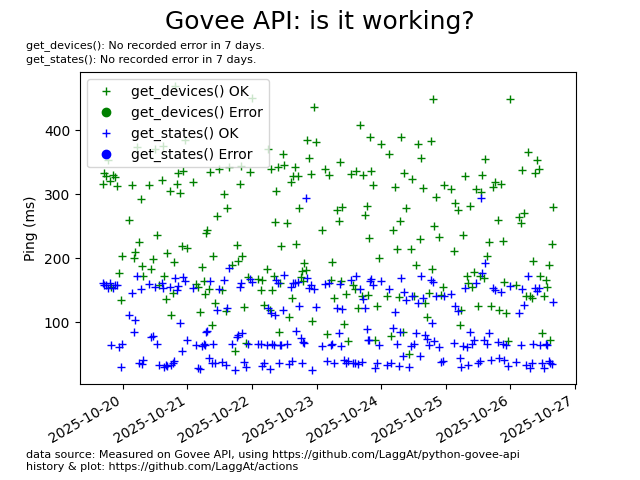 Govee API: is it working?
get_devices(): No recorded error in 7 days.
get_states(): No recorded error in 7 days.
get_devices() OK
get_devices() Error
get_states() OK
get_states() Error
Ping (ms)
400
300
200
100
2025-10-20
2025-10-21
2025-10-22
2025-10-23
2025-10-24
2025-10-25
2025-10-26
2025-10-27
data source: Measured on Govee API, using https://github.com/LaggAt/python-govee-api
history & plot: https://github.com/LaggAt/actions